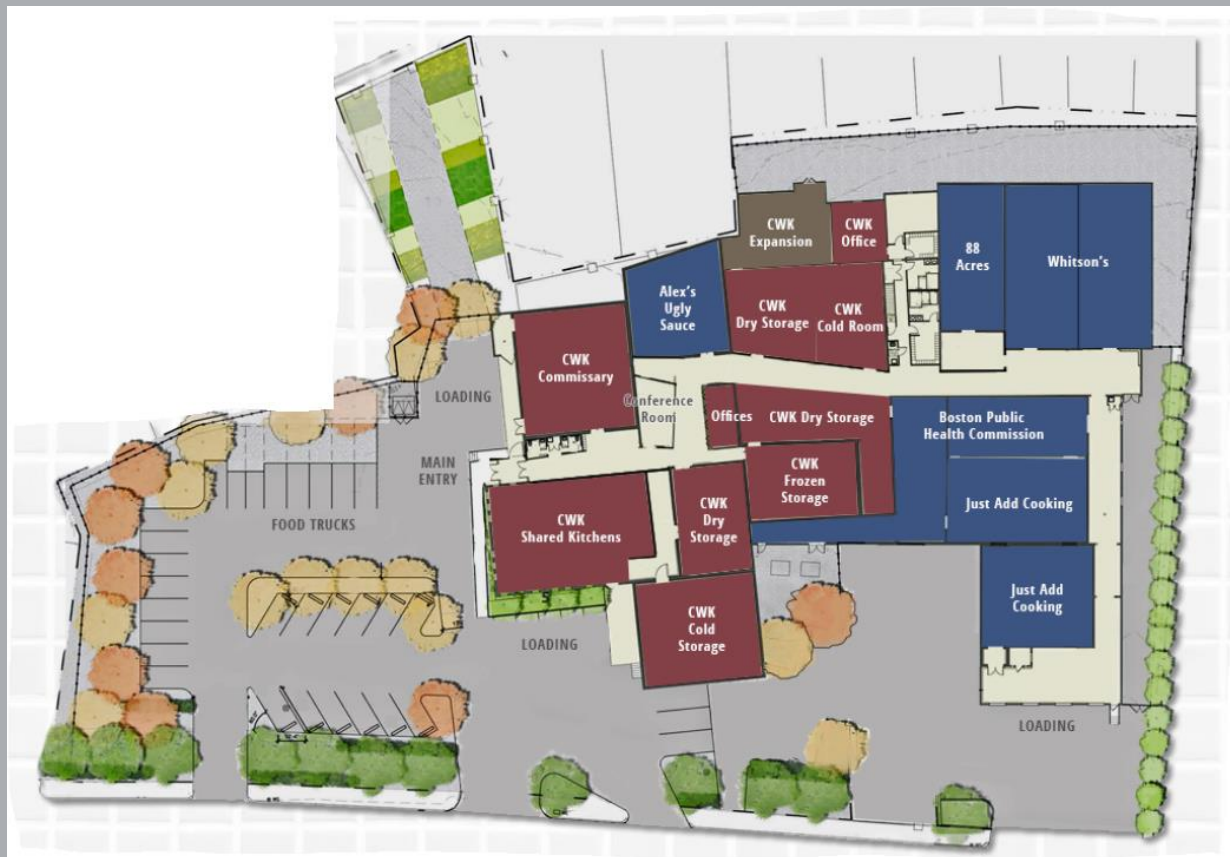 CWK
Expansion
CWK
Office
88
Acres
Whitson's
Alex's
Ugly
Sauce
CWK
Dry Storage
CWK
Cold Room
CWK
Commissary
LOADING
Conference
Room
Offices
CWK Dry Storage
Boston Public
Health Commission
MAIN
ENTRY
CWK
Frozen
Storage
FOOD TRUCKS
CWK
Shared Kitchens
CWK
Dry
Storage
Just Add Cooking
Just Add
Cooking
CWK
Cold
Storage
LOADING
LOADING